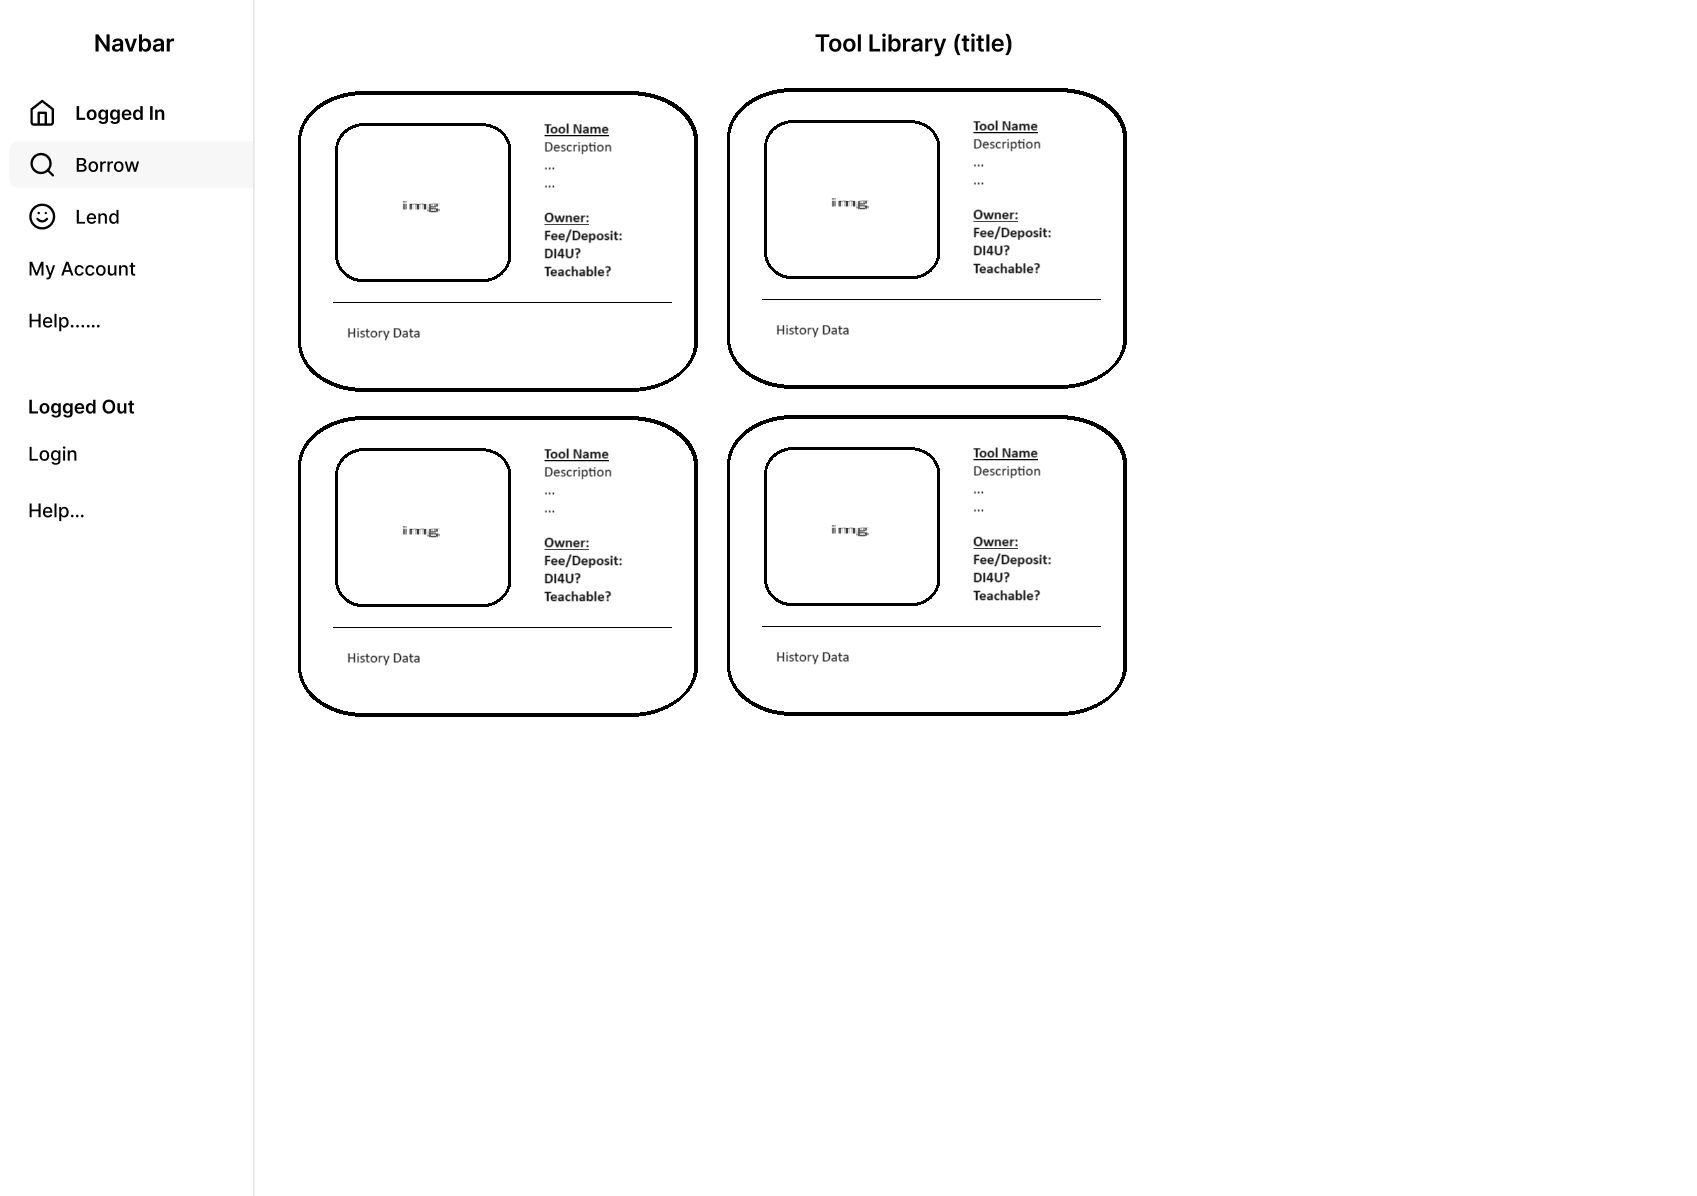 Navbar
Logged In
Borrow
Lend
My Account
Help......
Logged Out
Login
Help...
Tool Library (title)
img
Tool Name
Description
...
...
Owner:
Fee/Deposit:
DI4U?
Teachable?
History Data
img
Tool Name
Description
...
...
Owner:
Fee/Deposit:
DI4U?
Teachable?
History Data
img
Tool Name
Description
...
...
Owner:
Fee/Deposit:
DI4U?
Teachable?
History Data
img
Tool Name
Description
...
...
Owner:
Fee/Deposit:
DI4U?
Teachable?
History Data